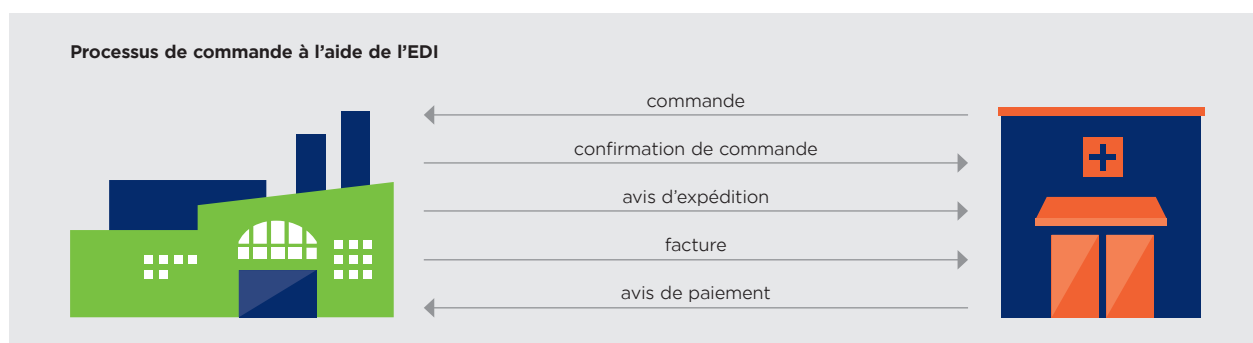 Processus de commande à l’aide de l’EDI
commande
confirmation de commande
avis d’expédition
facture
avis de paiement